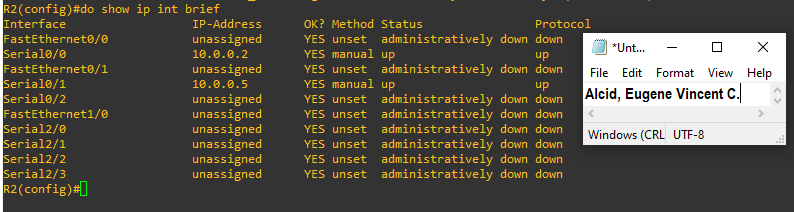 R2(config)#do show ip int brief
Interface IP-Address OK? Method Status Protocol
FastEthernet0/0 unassigned YES unset administratively down down
Serial0/0 10.0.0.2 YES manual up up
FastEthernet0/1 unassigned YES unset administratively down down
Serial0/1 10.0.0.5 YES manual up up
Serial0/2 unassigned YES unset administratively down down
FastEthernet1/0 unassigned YES unset administratively down down
Serial2/0 unassigned YES unset administratively down down
Serial2/1 unassigned YES unset administratively down down
Serial2/2 unassigned YES unset administratively down down
Serial2/3 unassigned YES unset administratively down down
R2(config)#
*Unt...
File Edit Format View Help
Alcid, Eugene Vincent C.
Windows (CRL UTF-8